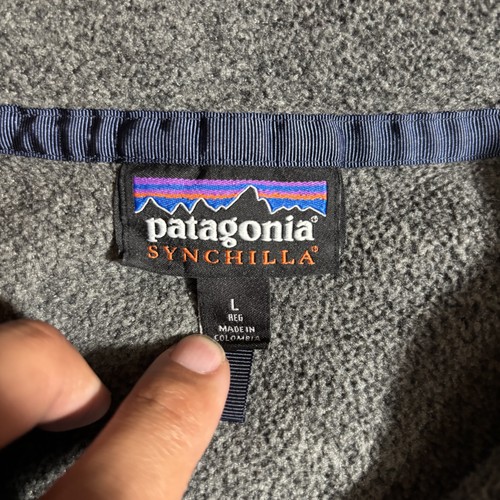 patagonia®
SYNCHILLA®
L
REG
MADE IN
COLOMBIA